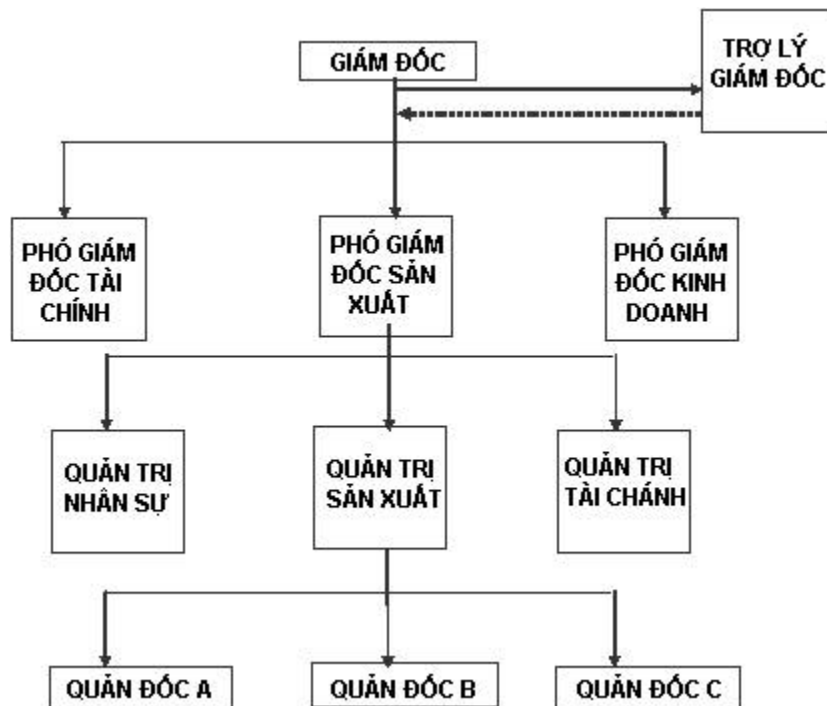 GIÁM ĐỐC
TRỢ LÝ
GIÁM ĐỐC
PHÓ GIÁM
ĐỐC TÀI
CHÍNH
PHÓ GIÁM
ĐỐC SẢN
XUẤT
PHÓ GIÁM
ĐỐC KINH
DOANH
QUẢN TRỊ
NHÂN SỰ
QUẢN TRỊ
SẢN XUẤT
QUẢN TRỊ
TÀI CHÁNH
QUẢN ĐỐC A
QUẢN ĐỐC B
QUẢN ĐỐC C